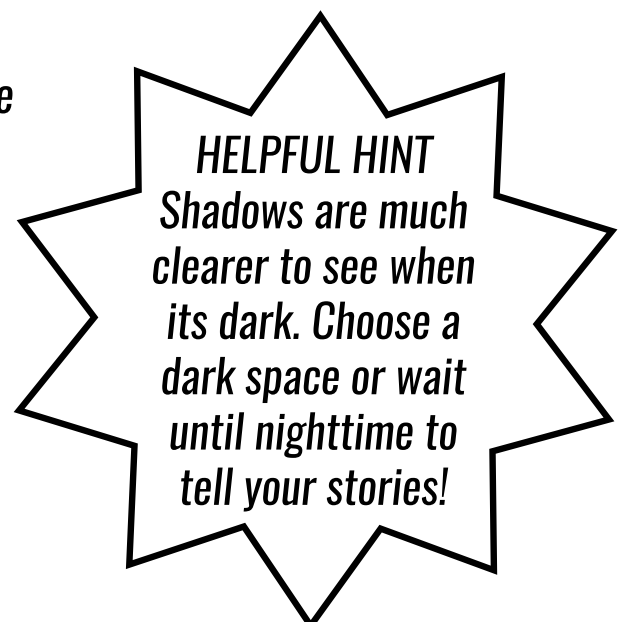 e
HELPFUL HINT
Shadows are much
clearer to see when
its dark. Choose a
dark space or wait
until nighttime to
tell your stories!